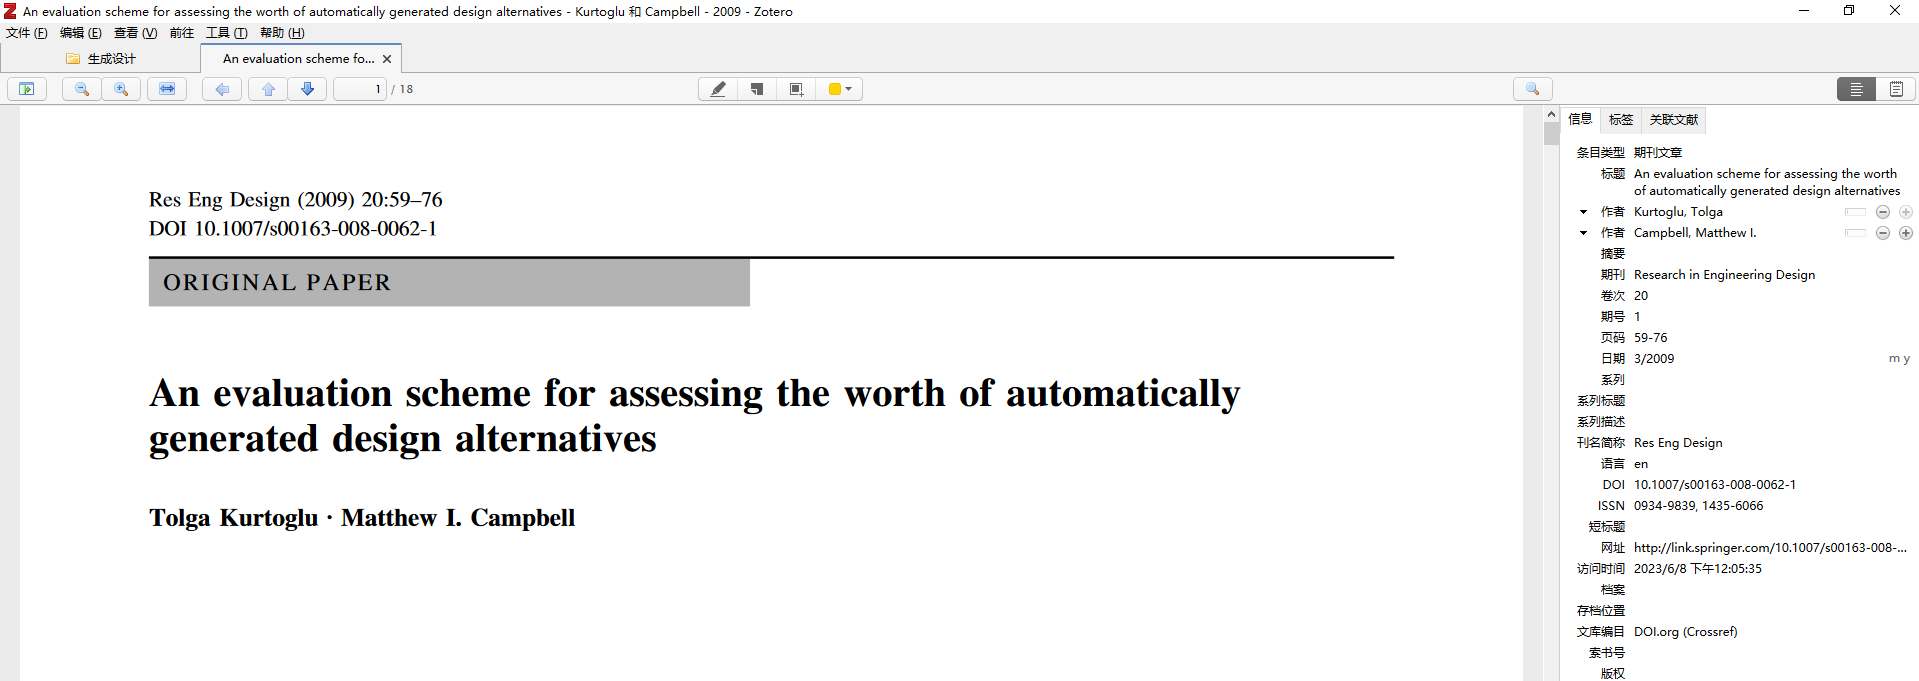 An evaluation scheme for assessing the worth of automatically generated design alternatives - Kurtoglu 和 Campbell - 2009 - Zotero
文件 (F) 编辑 (E) 查看 (V) 前往 工具 (T) 帮助 (H)
生成设计 An evaluation scheme fo...
1 / 18
Res Eng Design (2009) 20:59–76
DOI 10.1007/s00163-008-0062-1
ORIGINAL PAPER
An evaluation scheme for assessing the worth of automatically
generated design alternatives
Tolga Kurtoglu · Matthew I. Campbell
信息 标签 关联文献
条目类型 期刊文章
标题 An evaluation scheme for assessing the worth
of automatically generated design alternatives
作者 Kurtoglu, Tolga
作者 Campbell, Matthew I.
摘要
期刊 Research in Engineering Design
卷次 20
期号 1
页码 59-76
日期 3/2009 m y
系列
系列标题
系列描述
刊名简称 Res Eng Design
语言 en
DOI 10.1007/s00163-008-0062-1
ISSN 0934-9839, 1435-6066
短标题
网址 http://link.springer.com/10.1007/s00163-008-...
访问时间 2023/6/8 下午12:05:35
档案
存档位置
文库编目 DOI.org (Crossref)
索书号
版权